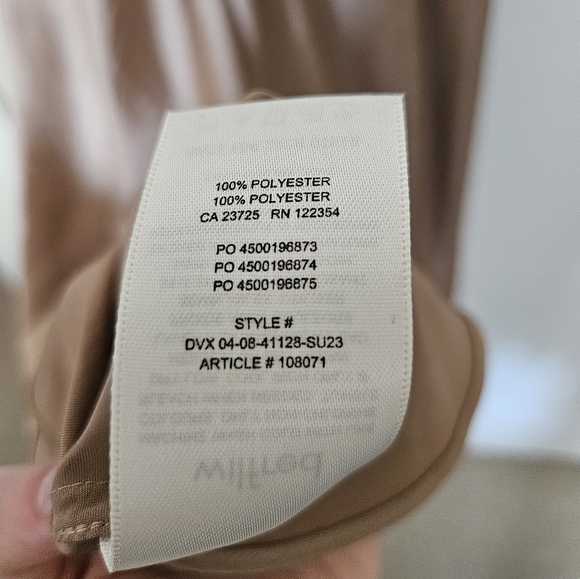 100% POLYESTER
100% POLYESTER
CA 23725 RN 122354
PO 4500196873
PO 4500196874
PO 4500196875
STYLE #
DVX 04-08-41128-SU23
ARTICLE # 108071
wilfred